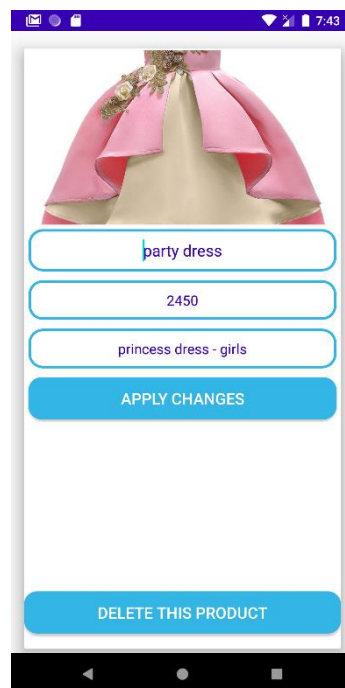 7:43
party dress
2450
princess dress - girls
APPLY CHANGES
DELETE THIS PRODUCT